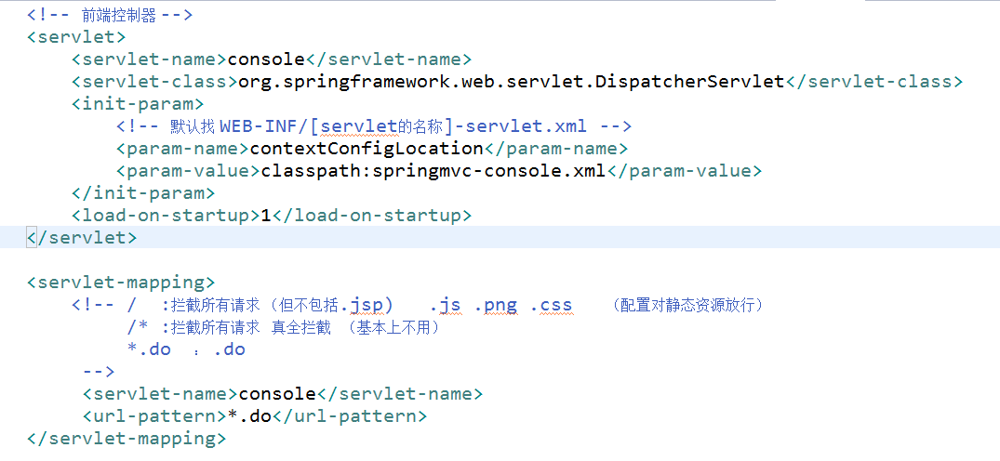 <!-- 前端控制器 -->
<servlet>
    <servlet-name>console</servlet-name>
    <servlet-class>org.springframework.web.servlet.DispatcherServlet</servlet-class>
    <init-param>
        <!-- 默认找 WEB-INF/[servlet的名称]-servlet.xml -->
        <param-name>contextConfigLocation</param-name>
        <param-value>classpath:springmvc-console.xml</param-value>
    </init-param>
    <load-on-startup>1</load-on-startup>
</servlet>

<servlet-mapping>
    <!-- /  :拦截所有请求（但不包括.jsp)   .js .png .css   （配置对静态资源放行）
         /* :拦截所有请求 真全拦截 （基本上不用）
         *.do  : .do
     -->
     <servlet-name>console</servlet-name>
     <url-pattern>*.do</url-pattern>
</servlet-mapping>